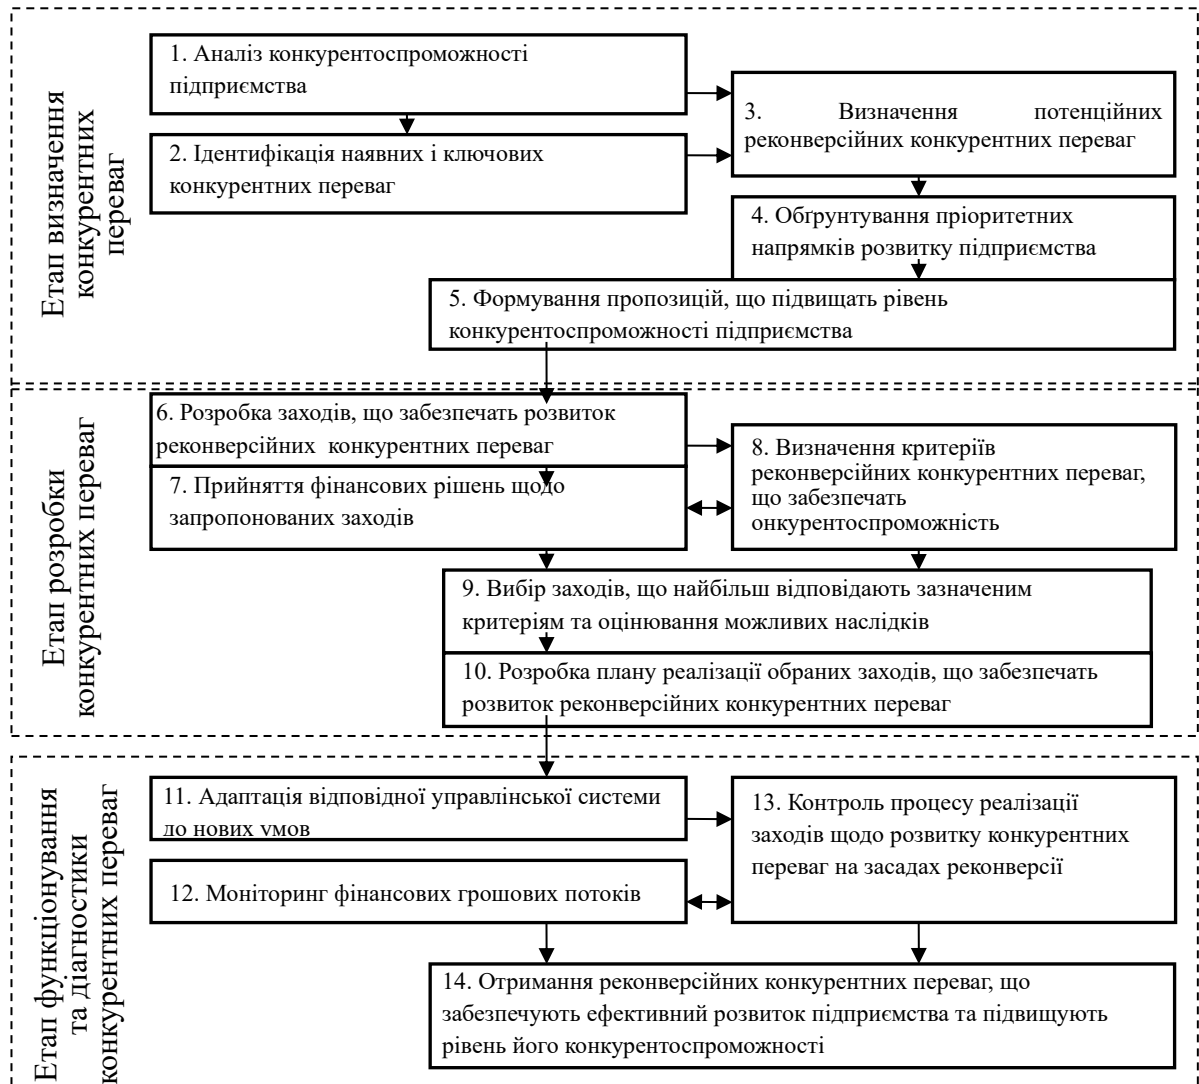 Етап визначення
конкурентних
переваг
1. Аналіз конкурентоспроможності
підприємства
2. Ідентифікація наявних і ключових
конкурентних переваг
3. Визначення потенційних
реконверсійних конкурентних переваг
4. Обґрунтування пріоритетних
напрямків розвитку підприємства
5. Формування пропозицій, що підвищать рівень
конкурентоспроможності підприємства
Етап розробки
конкурентних переваг
6. Розробка заходів, що забезпечать розвиток
реконверсійних конкурентних переваг
7. Прийняття фінансових рішень щодо
запропонованих заходів
8. Визначення критеріїв
реконверсійних конкурентних переваг,
що забезпечать
онкурентоспроможність
9. Вибір заходів, що найбільш відповідають зазначеним
критеріям та оцінювання можливих наслідків
10. Розробка плану реалізації обраних заходів, що забезпечать
розвиток реконверсійних конкурентних переваг
Етап функціонування
та діагностики
конкурентних переваг
11. Адаптація відповідної управлінської системи
до нових умов
12. Моніторинг фінансових грошових потоків
13. Контроль процесу реалізації
заходів щодо розвитку конкурентних
переваг на засадах реконверсії
14. Отримання реконверсійних конкурентних переваг, що
забезпечують ефективний розвиток підприємства та підвищують
рівень його конкурентоспроможності